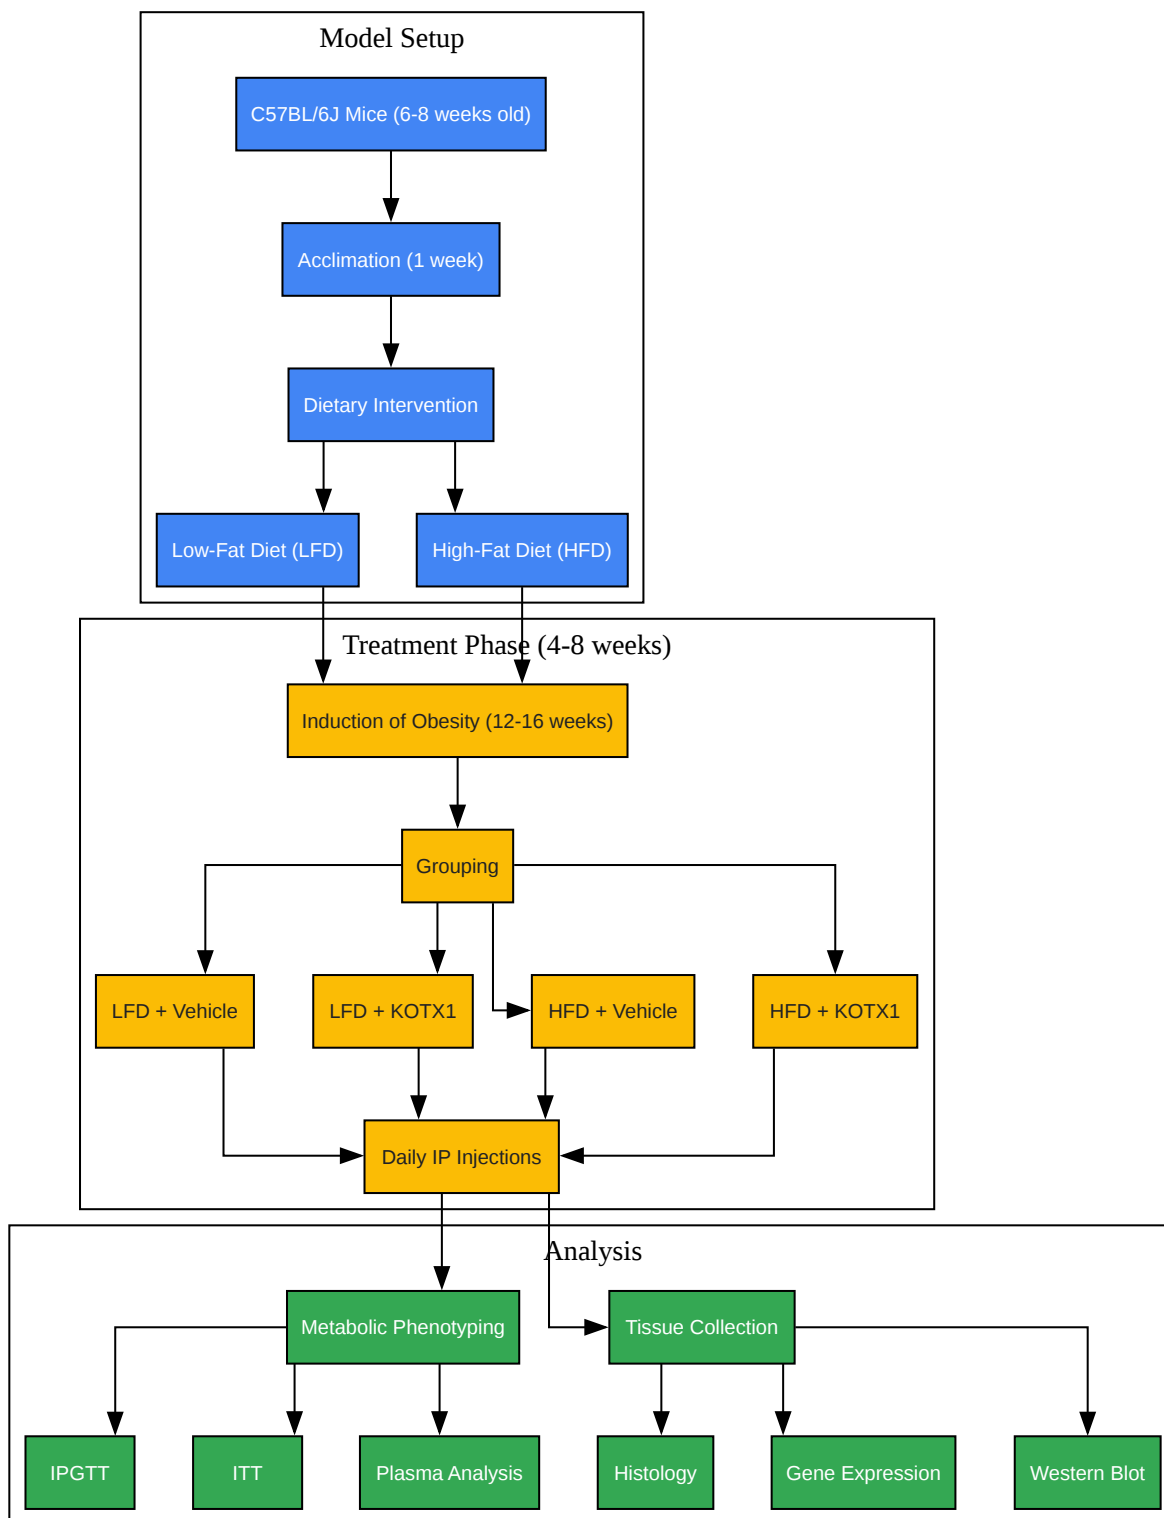 Model Setup
C57BL/6J Mice (6-8 weeks old)
Acclimation (1 week)
Dietary Intervention
Low-Fat Diet (LFD)
High-Fat Diet (HFD)
Treatment Phase (4-8 weeks)
Induction of Obesity (12-16 weeks)
Grouping
LFD + Vehicle
LFD + KOTX1
HFD + Vehicle
HFD + KOTX1
Daily IP Injections
Analysis
Metabolic Phenotyping
Tissue Collection
IPGTT
ITT
Plasma Analysis
Histology
Gene Expression
Western Blot